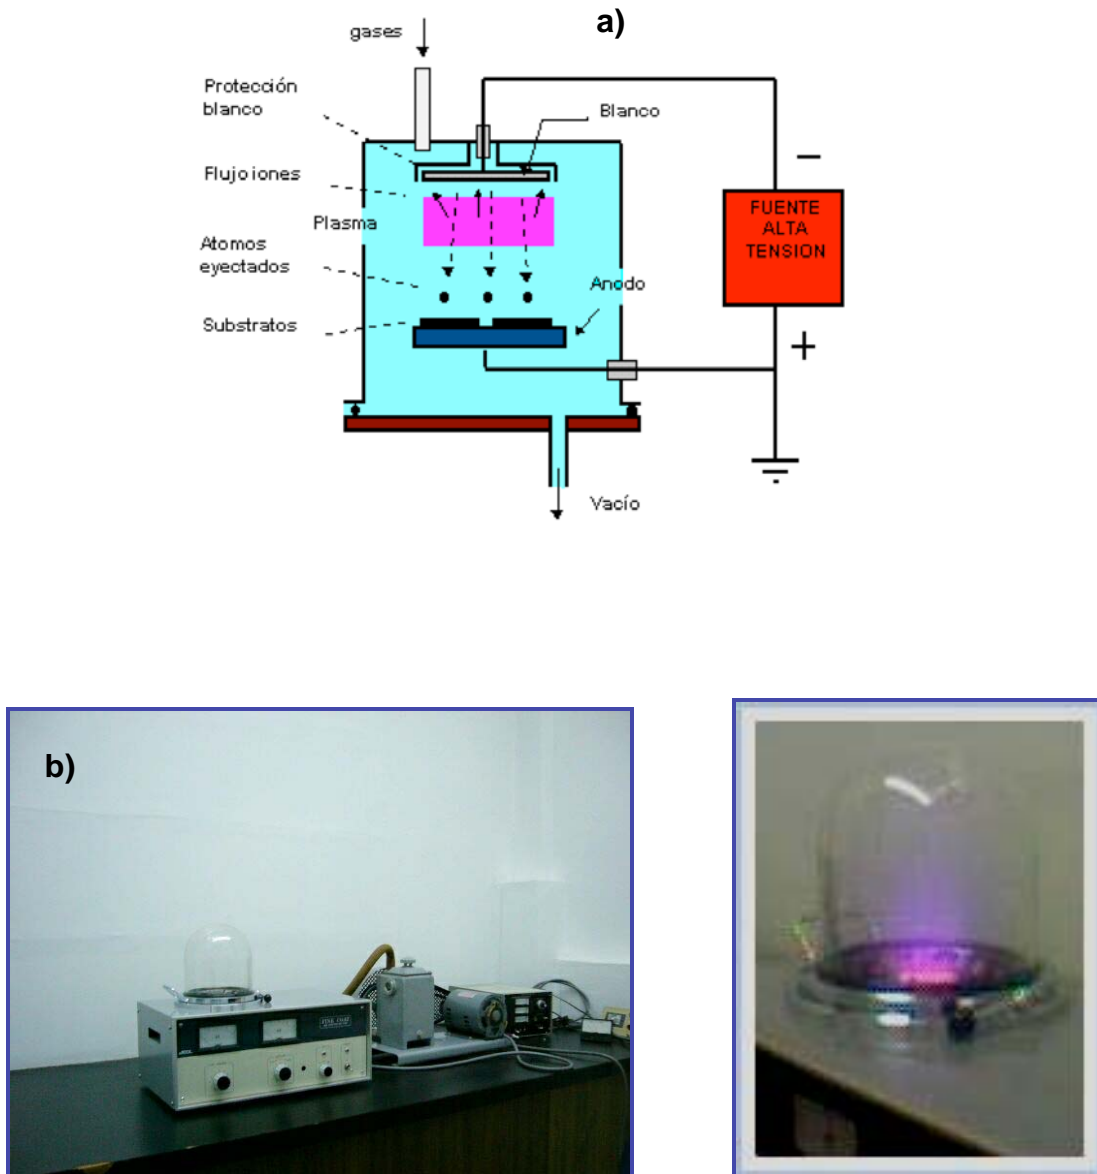 a)
gases
Protección
blanco
Blanco
Flujo iones
Plasma
Atomos
eyectados
Anodo
Substratos
−
FUENTE
ALTA
TENSION
+
Vacío
b)